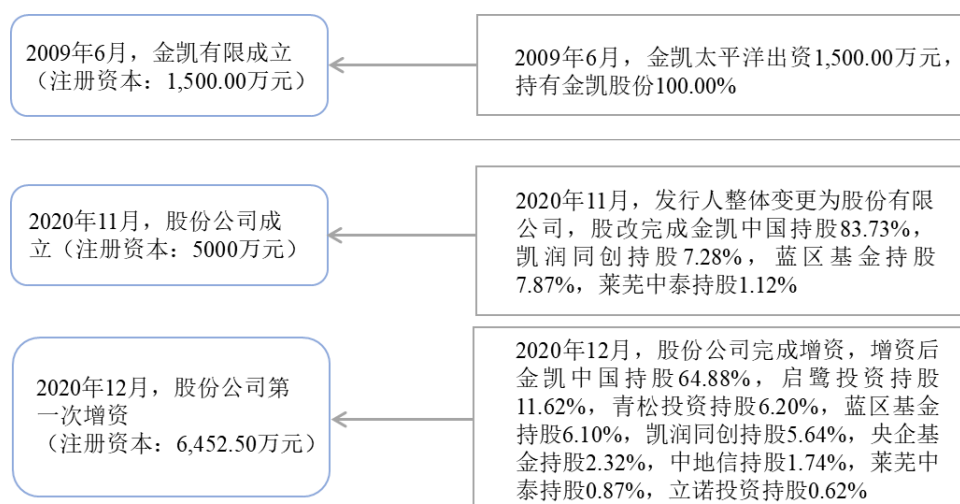 2009年6月，金凯有限成立
（注册资本：1,500.00万元）
2009年6月，金凯太平洋出资1,500.00万元，
持有金凯股份100.00%
2020年11月，股份公司成
立（注册资本：5000万元）
2020年11月，发行人整体变更为股份有限
公司，股改完成金凯中国持股83.73%，
凯润同创持股7.28%，蓝区基金持股
7.87%，莱芜中泰持股1.12%
2020年12月，股份公司第
一次增资
（注册资本：6,452.50万元）
2020年12月，股份公司完成增资，增资后
金凯中国持股64.88%，启鹭投资持股
11.62%，青松投资持股6.20%，蓝区基金
持股6.10%，凯润同创持股5.64%，央企基
金持股2.32%，中地信持股1.74%，莱芜中
泰持股0.87%，立诺投资持股0.62%